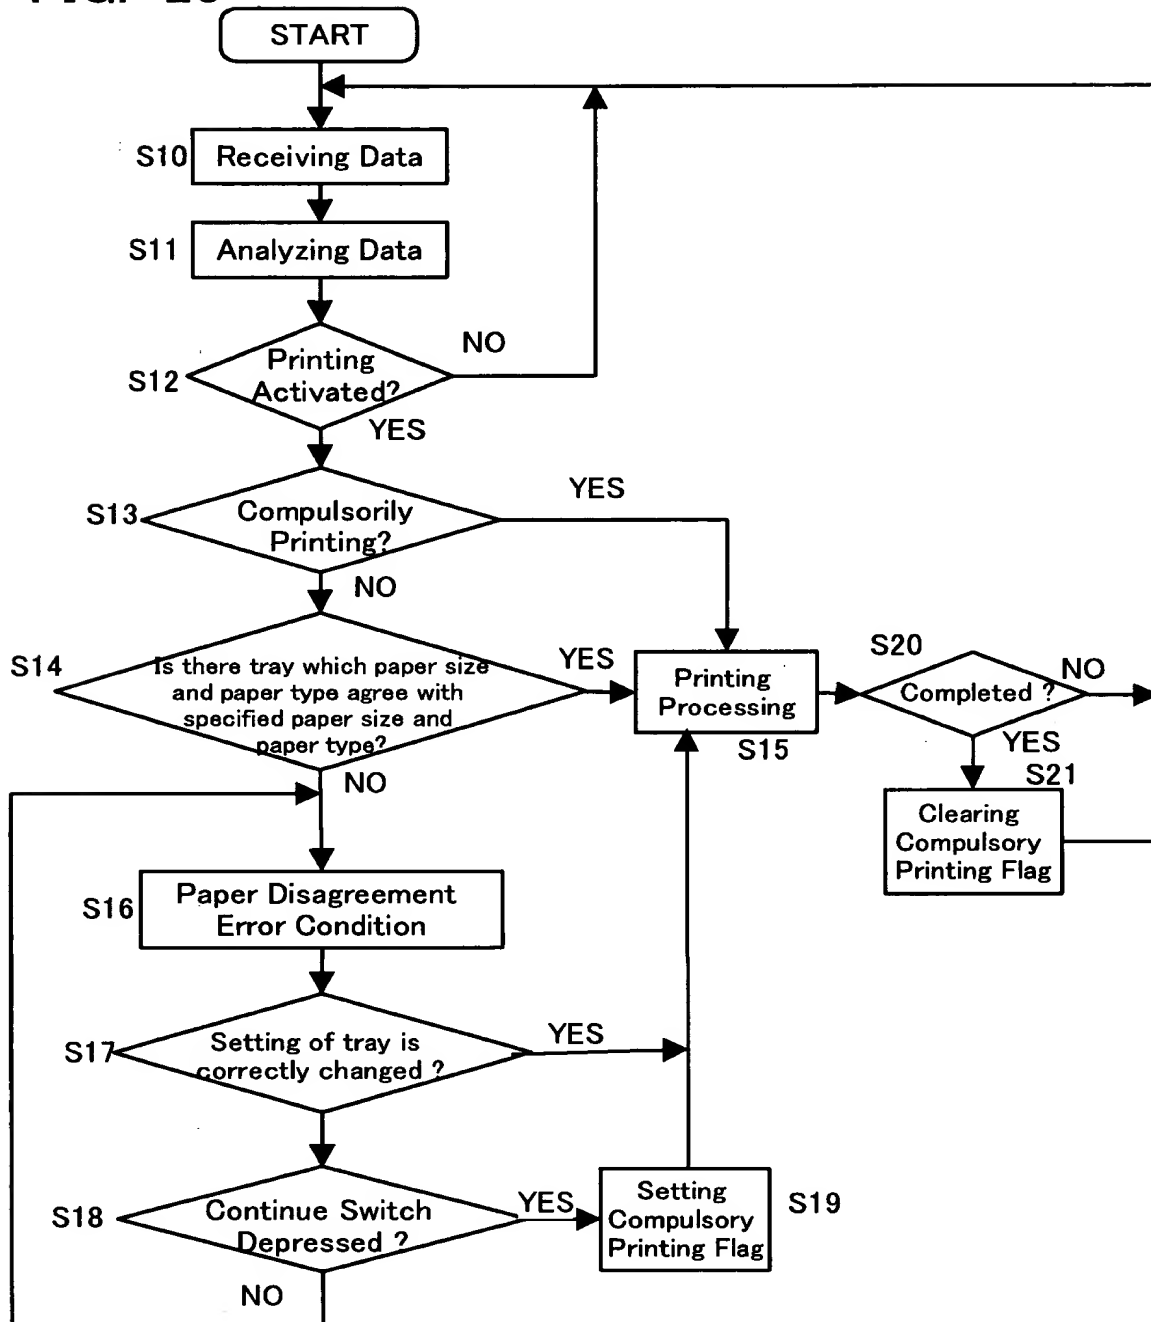 START
S10
Receiving Data
S11
Analyzing Data
S12
Printing
Activated?
NO
YES
S13
Compulsorily
Printing?
YES
NO
S14
Is there tray which paper size
and paper type agree with
specified paper size and
paper type?
YES
NO
Printing
Processing
S15
S20
Completed ?
NO
YES
S21
Clearing
Compulsory
Printing Flag
S16
Paper Disagreement
Error Condition
S17
Setting of tray is
correctly changed ?
YES
S18
Continue Switch
Depressed ?
YES
NO
Setting
Compulsory
Printing Flag
S19